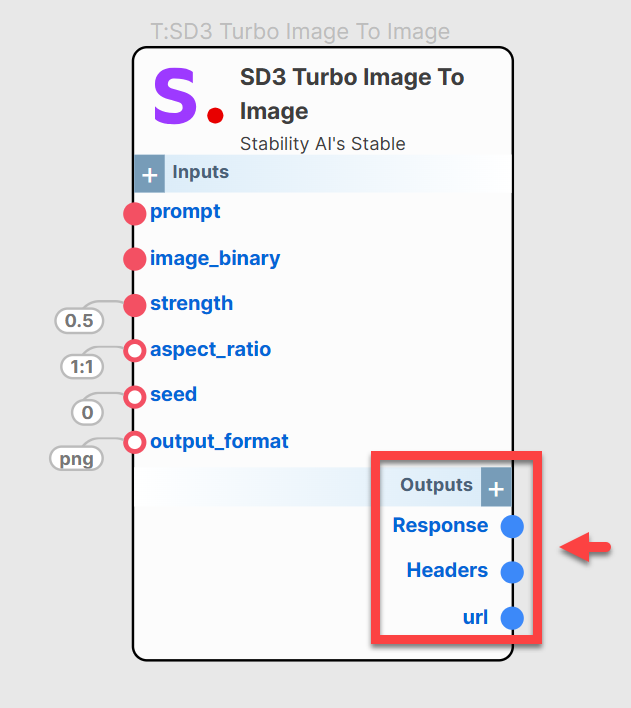 T:SD3 Turbo Image To Image
S.
SD3 Turbo Image To
Image
Stability AI's Stable
+ Inputs
prompt
image_binary
strength
0.5
aspect_ratio
1:1
seed
0
output_format
png
Outputs +
Response
Headers
url